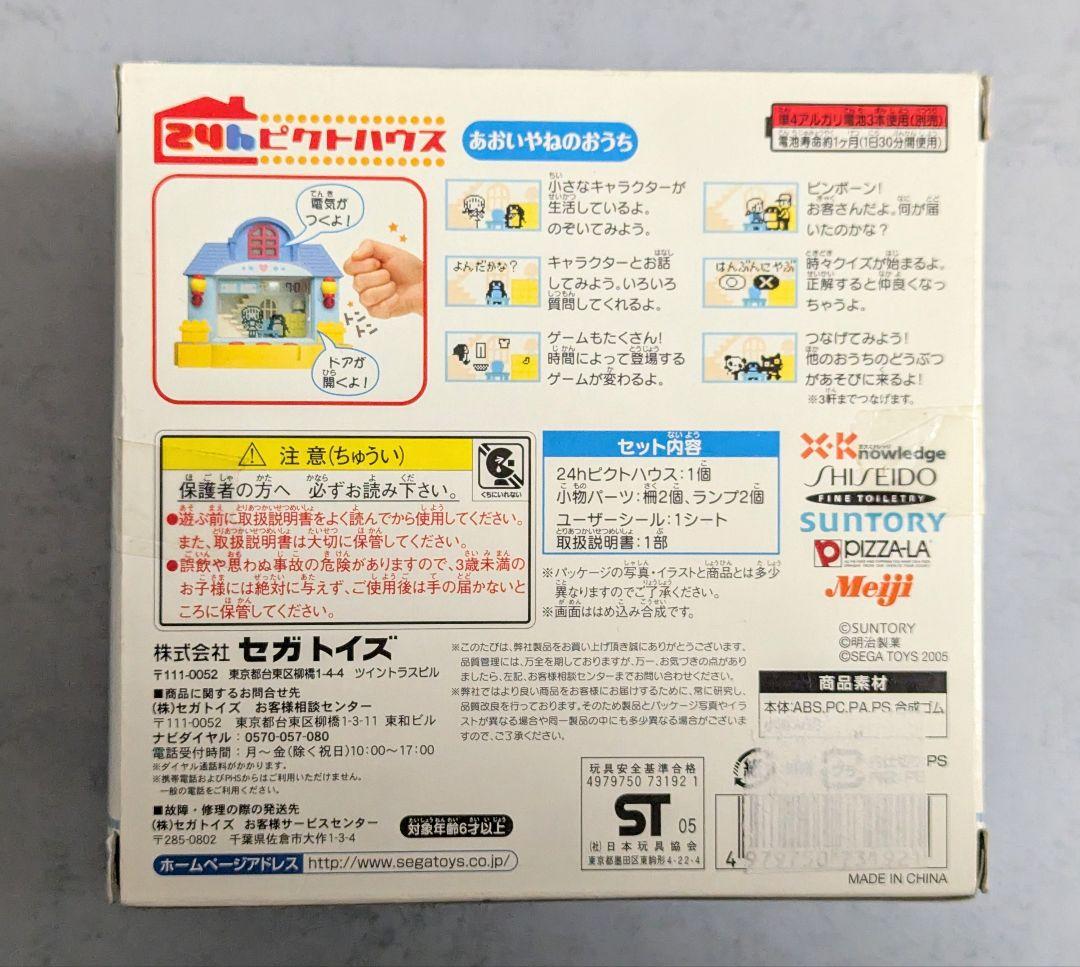 24hピクトハウス
あおいやねのおうち
単4アルカリ電池3本使用(別売)
電池寿命約1ヶ月(1日30分間使用)
電気が
つくよ!
トントン
ドアが
開くよ!
小さなキャラクターが
生活しているよ。
のぞいてみよう。
よんだかな?
キャラクターとお話
してみよう。いろいろ
質問してくれるよ。
ゲームもたくさん!
時間によって登場する
ゲームが変わるよ。
ピンポーン!
お客さんだよ。何が届
いたのかな?
はんぶんにやぶ
時々クイズが始まるよ。
正解すると仲良くなっ
ちゃうよ。
つなげてみよう!
他のおうちのどうぶつ
があそびに来るよ!
※3軒までつなげます。
注意(ちゅうい)
保護者の方へ 必ずお読み下さい。
くちにいれない
●遊ぶ前に取扱説明書をよく読んでから使用してください。
また、取扱説明書は大切に保管してください。
●誤飲や思わぬ事故の危険がありますので、3歳未満の
お子様には絶対に与えず、ご使用後は手の届かないと
ころに保管してください。
セット内容
24hピクトハウス:1個
小物パーツ:柵2個、ランプ2個
ユーザーシール:1シート
取扱説明書:1部
※パッケージの写真・イラストと商品とは多少
異なりますのでご了承ください。
※画面ははめ込み合成です。
X-Knowledge
SHISEIDO
FINE TOILETRY
SUNTORY
PIZZA-LA
Meiji
©SUNTORY
©明治製菓
©SEGA TOYS 2005
株式会社 セガトイズ
〒111-0052 東京都台東区柳橋1-4-4 ツイントラスビル
■商品に関するお問合せ先
(株)セガトイズ お客様相談センター
〒111-0052 東京都台東区柳橋1-3-11 東和ビル
ナビダイヤル:0570-057-080
電話受付時間:月~金(除く祝日)10:00~17:00
※ダイヤル通話料がかかります。
※携帯電話およびPHSからはご利用いただけません。
一般の電話をご利用ください。
■故障・修理の際の発送先
(株)セガトイズ お客様サービスセンター
〒285-0802 千葉県佐倉市大作1-3-4
対象年齢6才以上
ホームページアドレス http://www.segatoys.co.jp/
※このたびは、弊社製品をお買い上げ頂き誠にありがとうございます。
品質管理には、万全を期しておりますが、万一、お気づきの点があり
ましたら、左記、お客様相談センターまでお問い合わせください。
※弊社ではより良い商品をお客様にお届けするために、常に研究し、
品質改良を行っております。そのため製品とパッケージ写真やイラ
ストが異なる場合や同一製品の中にも多少異なる場合がございま
すので、ご了承ください。
商品素材
本体:ABS,PC,PA,PS 合成ゴム
PS
玩具安全基準合格
4979750 73192 1
ST 05
(社)日本玩具協会
東京都墨田区東駒形4-22-4
MADE IN CHINA